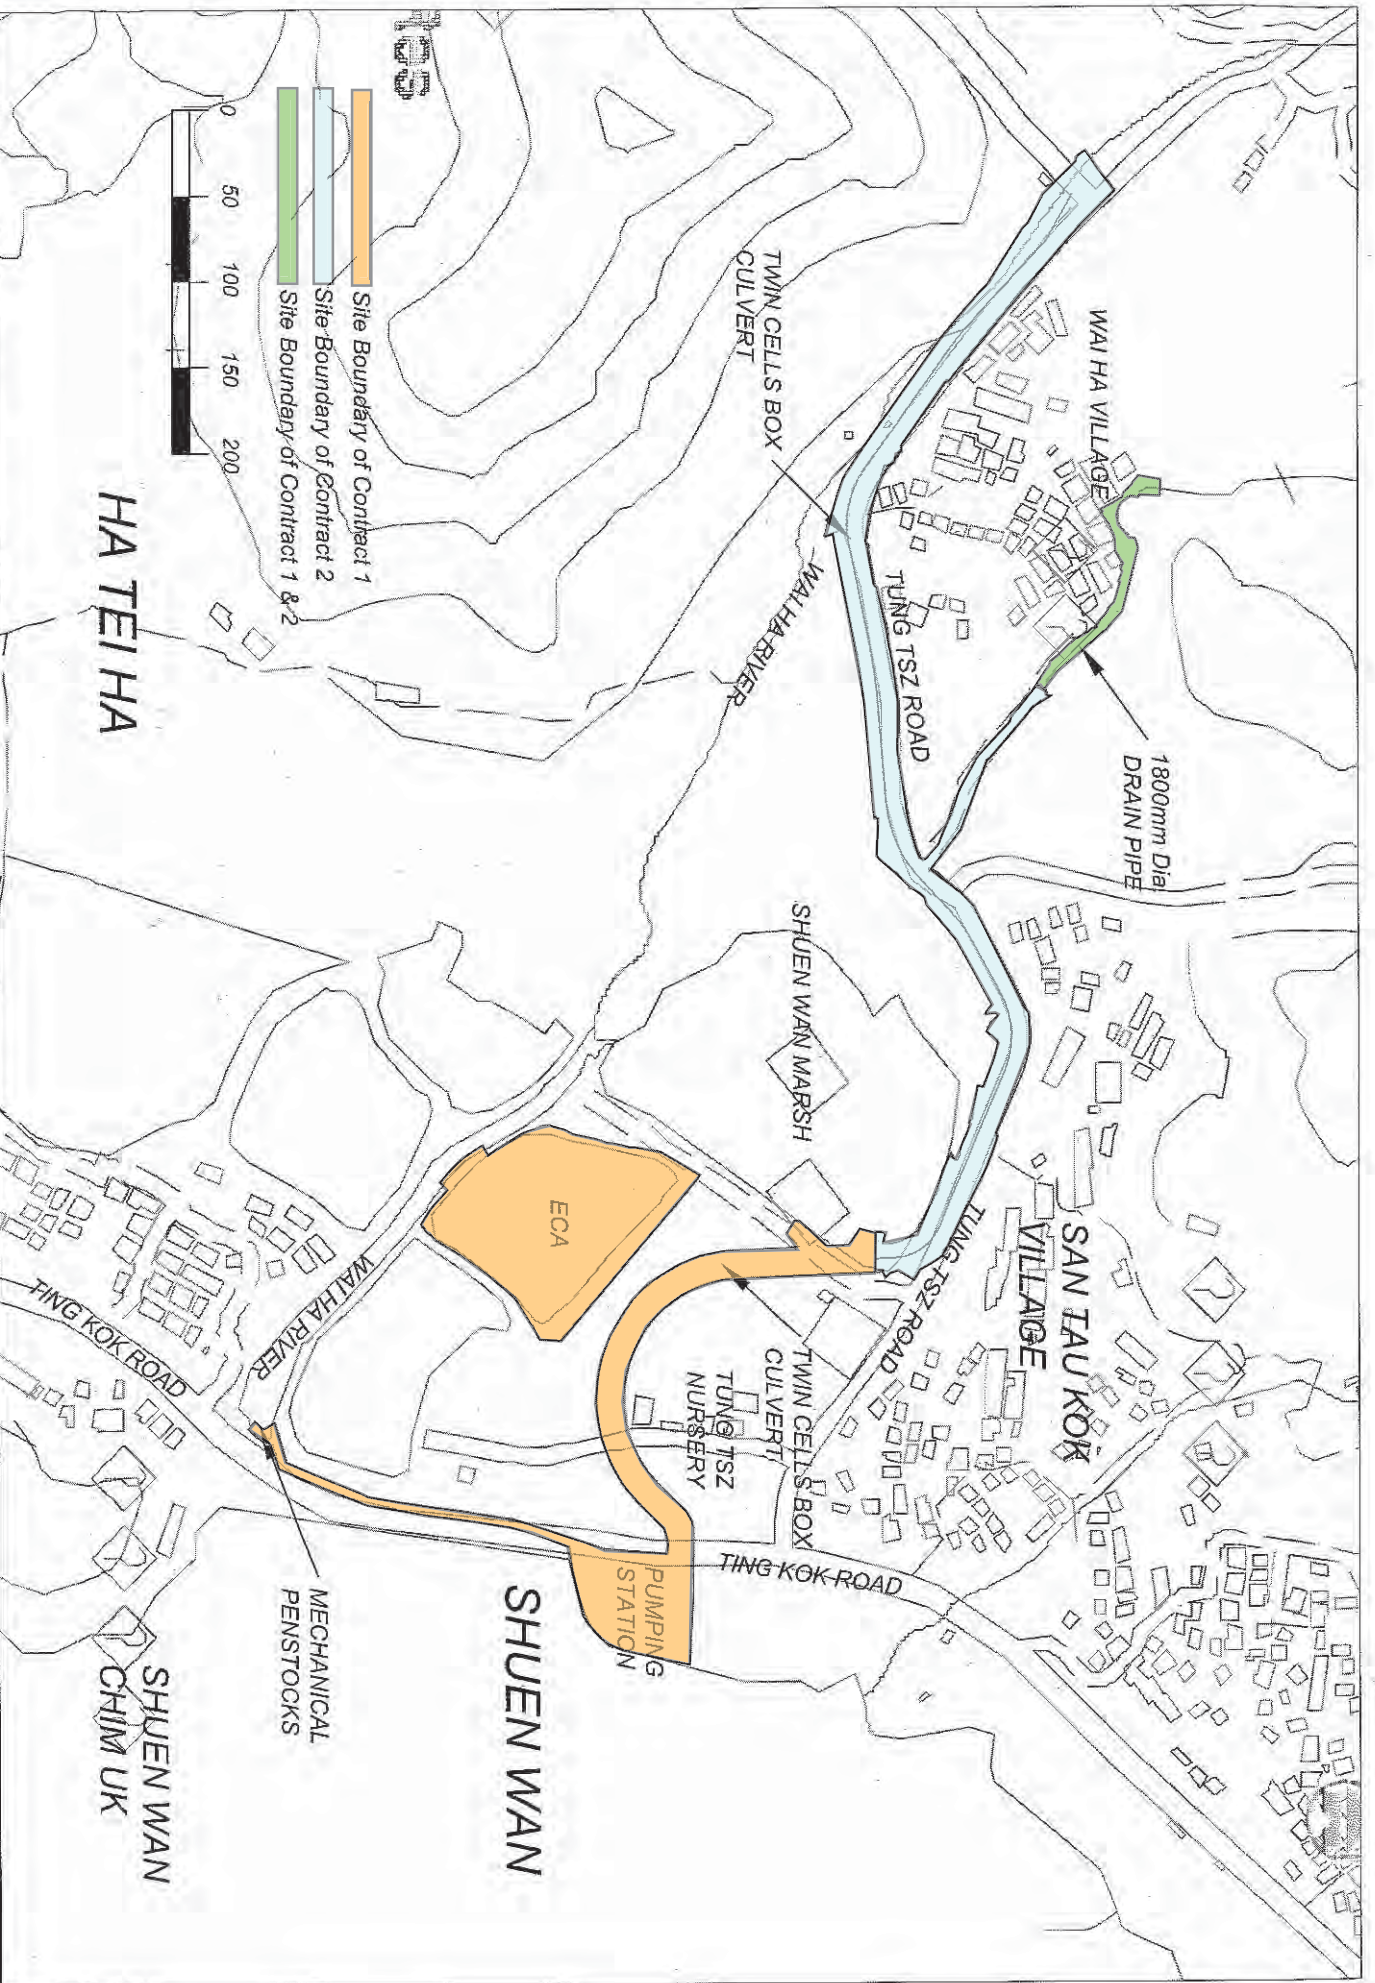 Site Boundary of Contract 1
Site Boundary of Contract 2
Site Boundary of Contract 1 & 2
0
50
100
150
200
HA TEI HA
WAI HA VILLAGE
TWIN CELLS BOX
CULVERT
TUNG TSZ ROAD
WAI HA RIVER
1800mm Dia
DRAIN PIPE
SHUEN WAN MARSH
SAN TAU KOK
VILLAGE
TUNG TSZ ROAD
ECA
TWIN CELLS BOX
CULVERT
TUNG TSZ
NURSERY
WAI HA RIVER
TING KOK ROAD
TING KOK ROAD
PUMPING
STATION
MECHANICAL
PENSTOCKS
SHUEN WAN
SHUEN WAN
CHIM UK